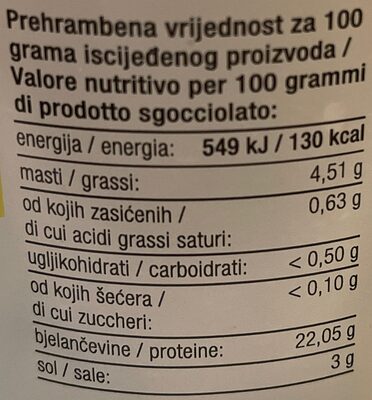 Prehrambena vrijednost za 100
grama iscijeđenog proizvoda /
Valore nutritivo per 100 grammi
di prodotto sgocciolato:
energija / energia: 549 kJ / 130 kcal
masti / grassi: 4,51 g
od kojih zasićenih / 0,63 g
di cui acidi grassi saturi:
ugljikohidrati / carboidrati: < 0,50 g
od kojih šećera / < 0,10 g
di cui zuccheri:
bjelančevine / proteine: 22,05 g
sol / sale: 3 g